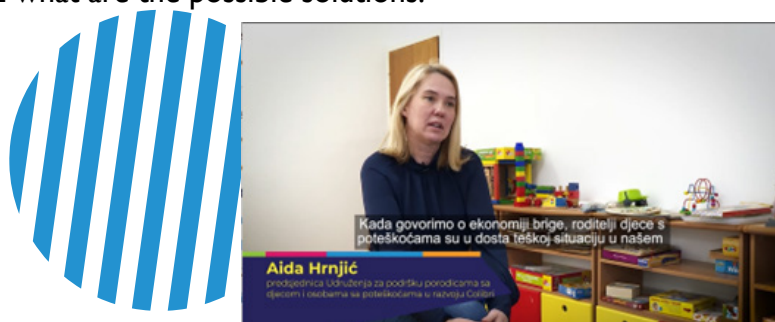 what are the possible solutions.
Kada govorimo o ekonomiji brige, roditelji djece s
poteškoćama su u dosta teškoj situaciju u našem
Aida Hrnjić
predsjednica Udruženja za podršku porodicama sa
djecom i osobama sa poteškoćama u razvoju Colibri